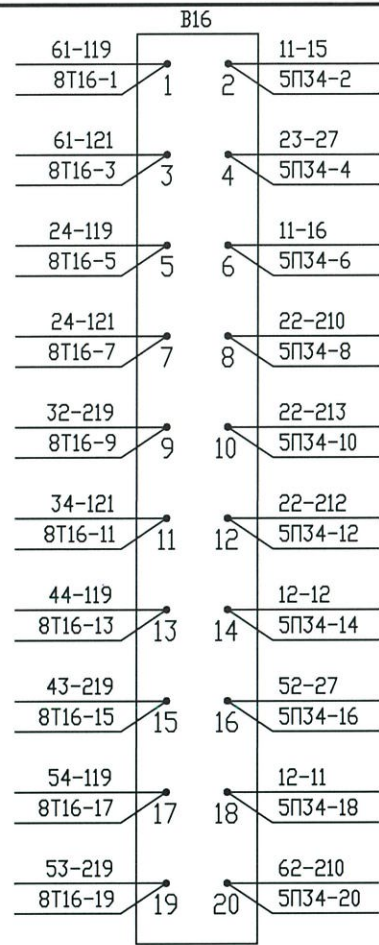 B16
61-119 11-15
8T16-1 1 2 5П34-2
61-121 23-27
8T16-3 3 4 5П34-4
24-119 11-16
8T16-5 5 6 5П34-6
24-121 22-210
8T16-7 7 8 5П34-8
32-219 22-213
8T16-9 9 10 5П34-10
34-121 22-212
8T16-11 11 12 5П34-12
44-119 12-12
8T16-13 13 14 5П34-14
43-219 52-27
8T16-15 15 16 5П34-16
54-119 12-11
8T16-17 17 18 5П34-18
53-219 62-210
8T16-19 19 20 5П34-20